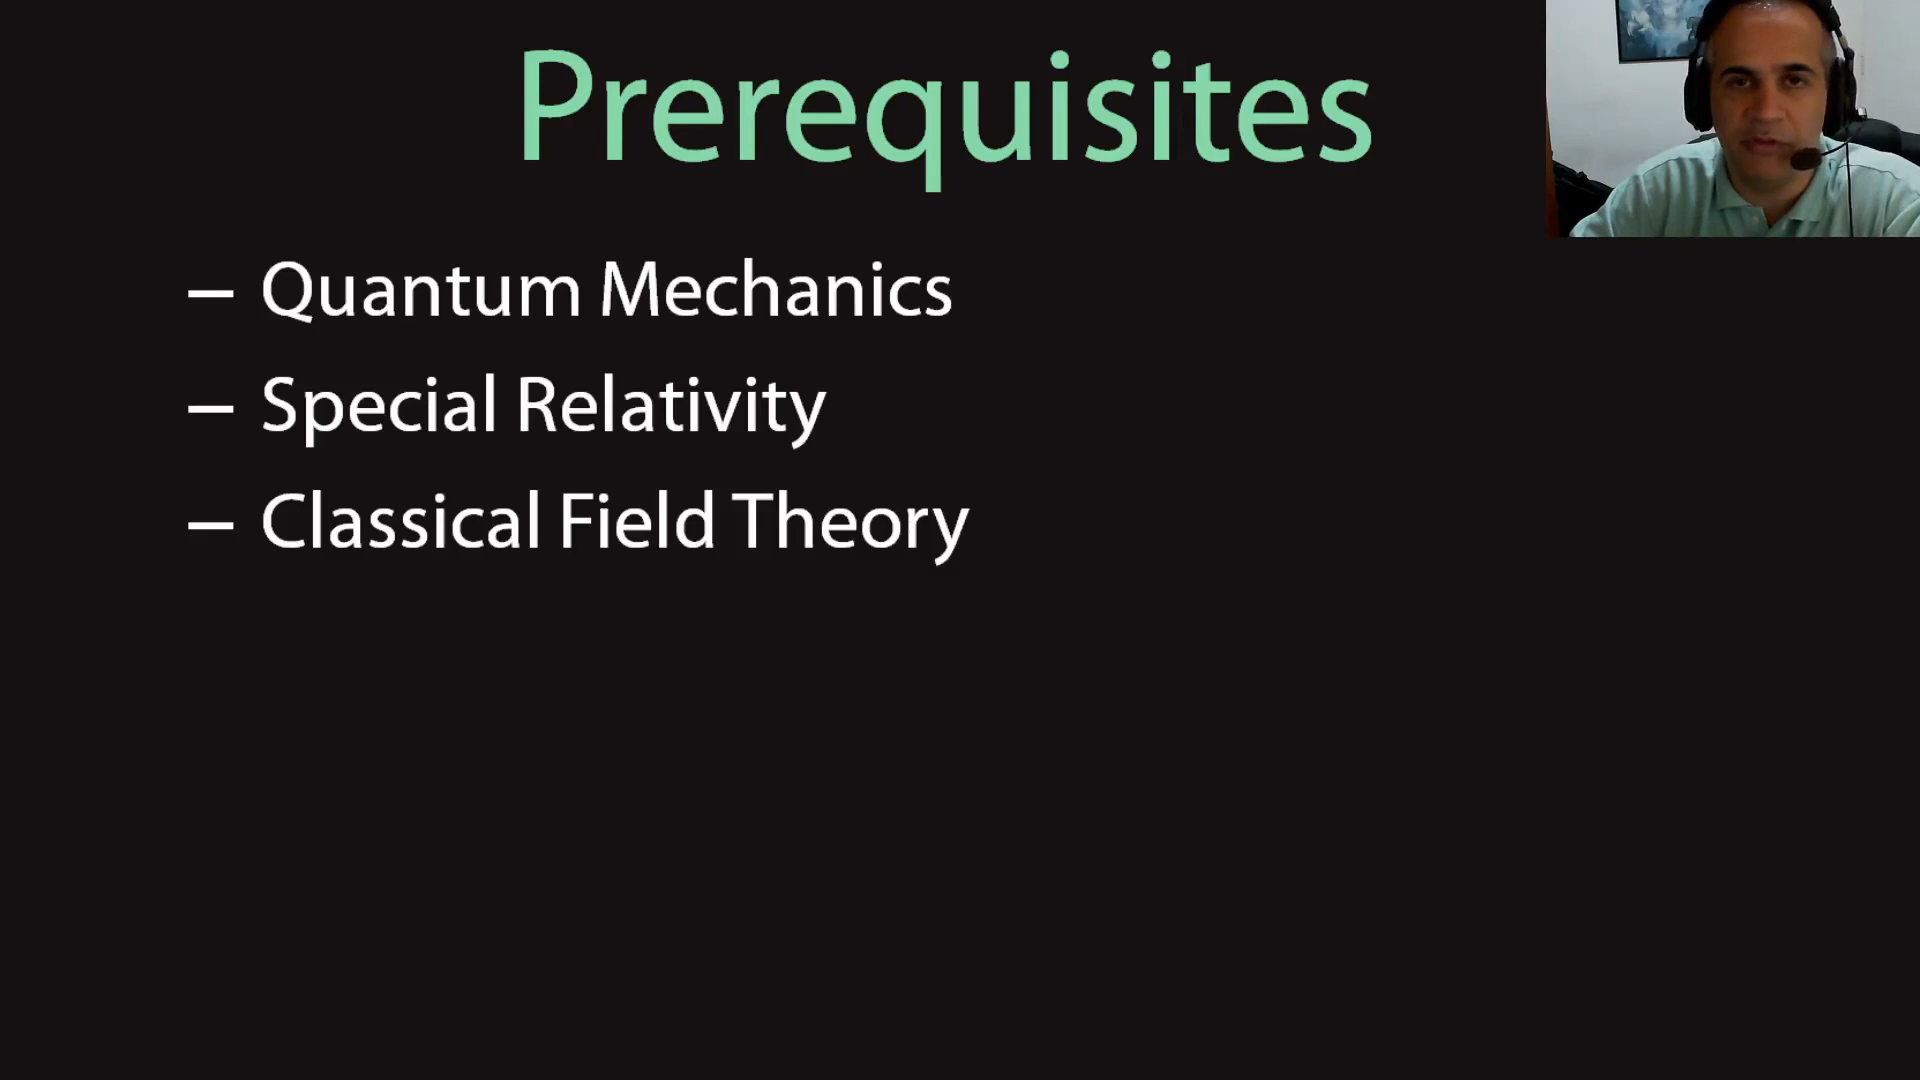 Prerequisites
– Quantum Mechanics
– Special Relativity
– Classical Field Theory